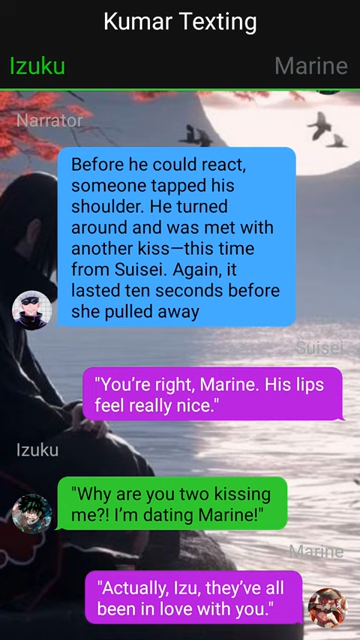 Kumar Texting
Izuku
Marine
Narrator
Before he could react,
someone tapped his
shoulder. He turned
around and was met with
another kiss—this time
from Suisei. Again, it
lasted ten seconds before
she pulled away
Suisei
"You’re right, Marine. His lips
feel really nice."
Izuku
"Why are you two kissing
me?! I’m dating Marine!"
Marine
"Actually, Izu, they’ve all
been in love with you."